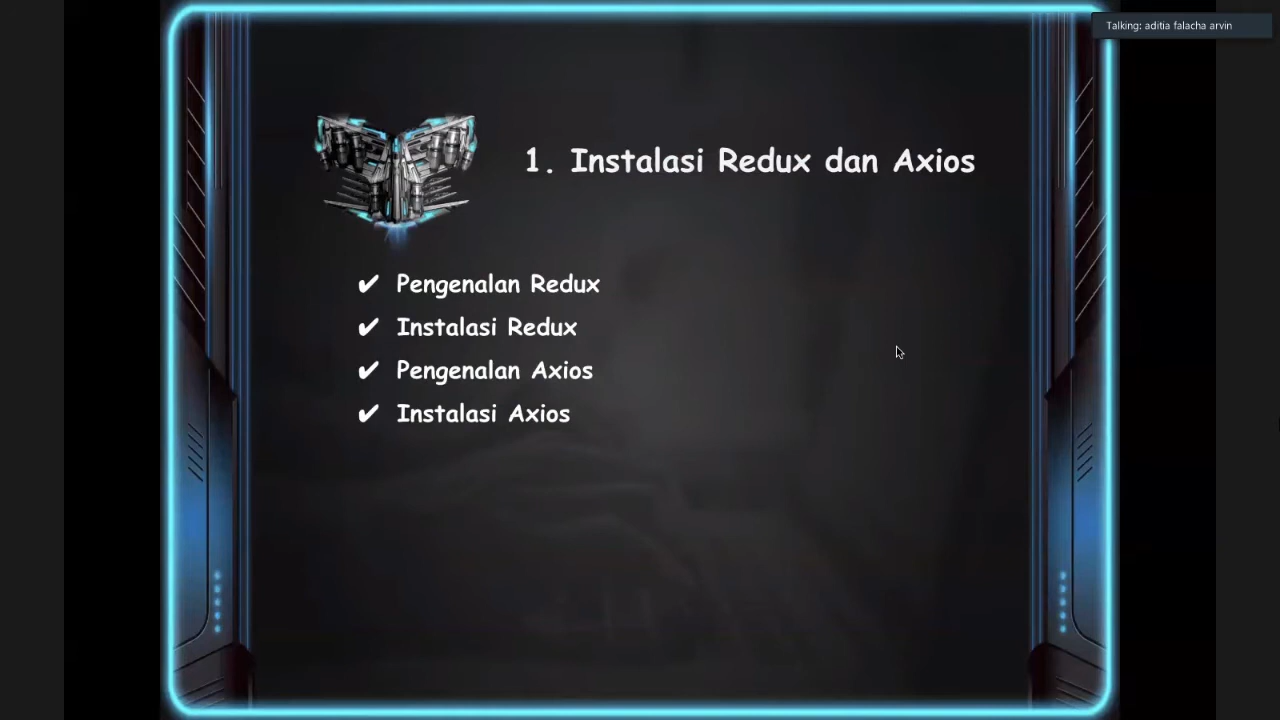 Talking: aditia falacha arvin
1. Instalasi Redux dan Axios
✔ Pengenalan Redux
✔ Instalasi Redux
✔ Pengenalan Axios
✔ Instalasi Axios